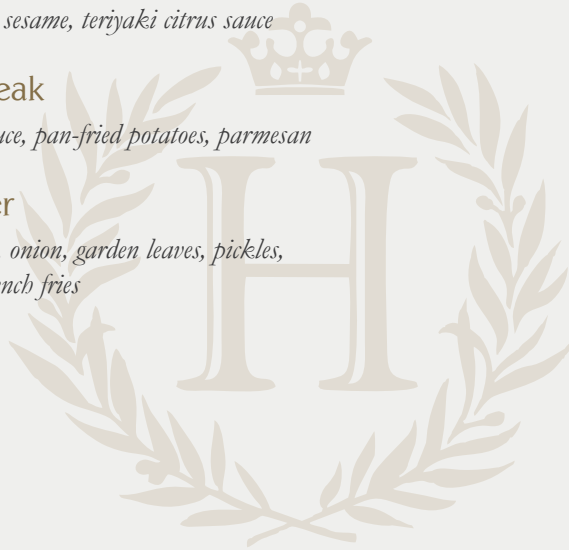 sesame, teriyaki citrus sauce
eak
uce, pan-fried potatoes, parmesan
er
onion, garden leaves, pickles,
nch fries
H